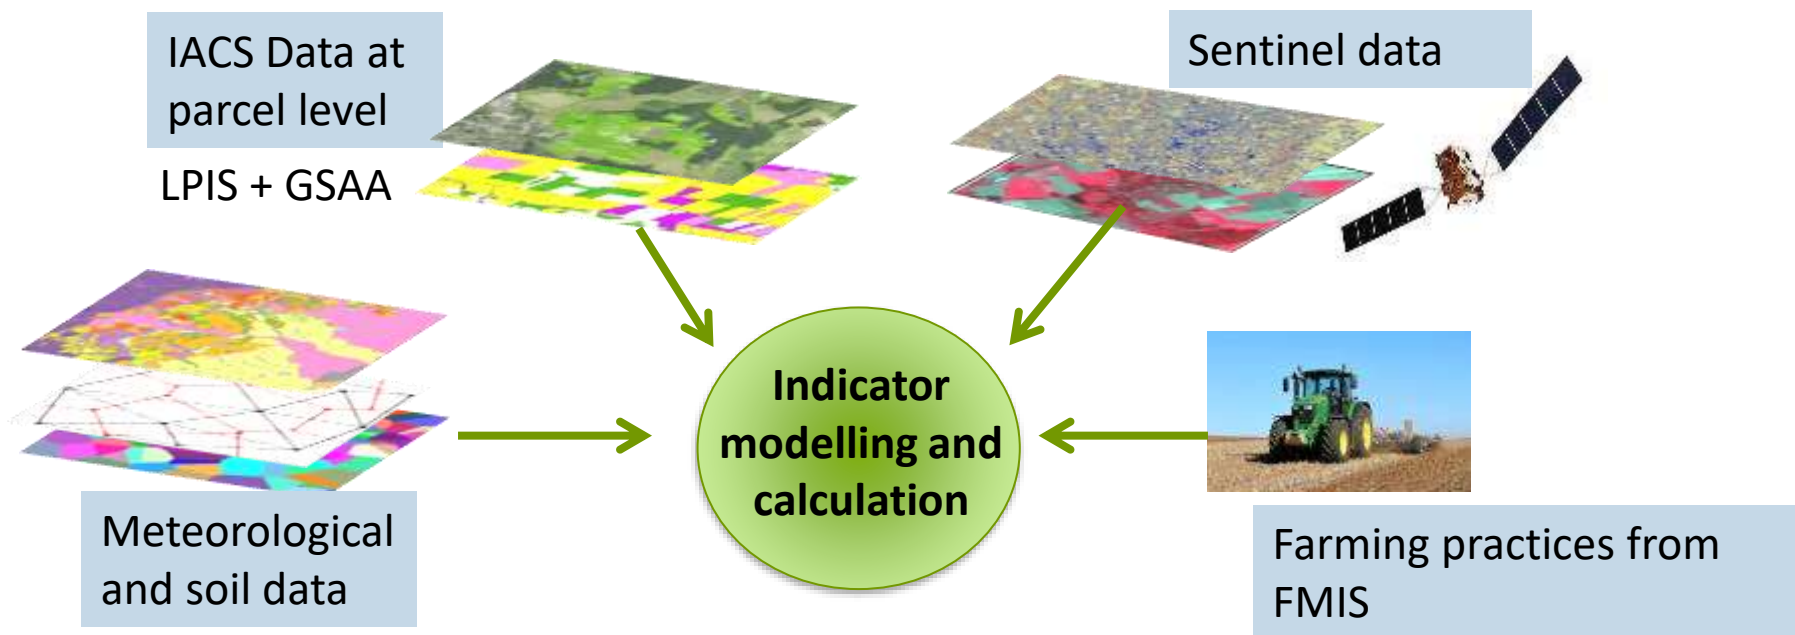 IACS Data at
parcel level
LPIS + GSAA
Sentinel data
Indicator
modelling and
calculation
Meteorological
and soil data
Farming practices from
FMIS